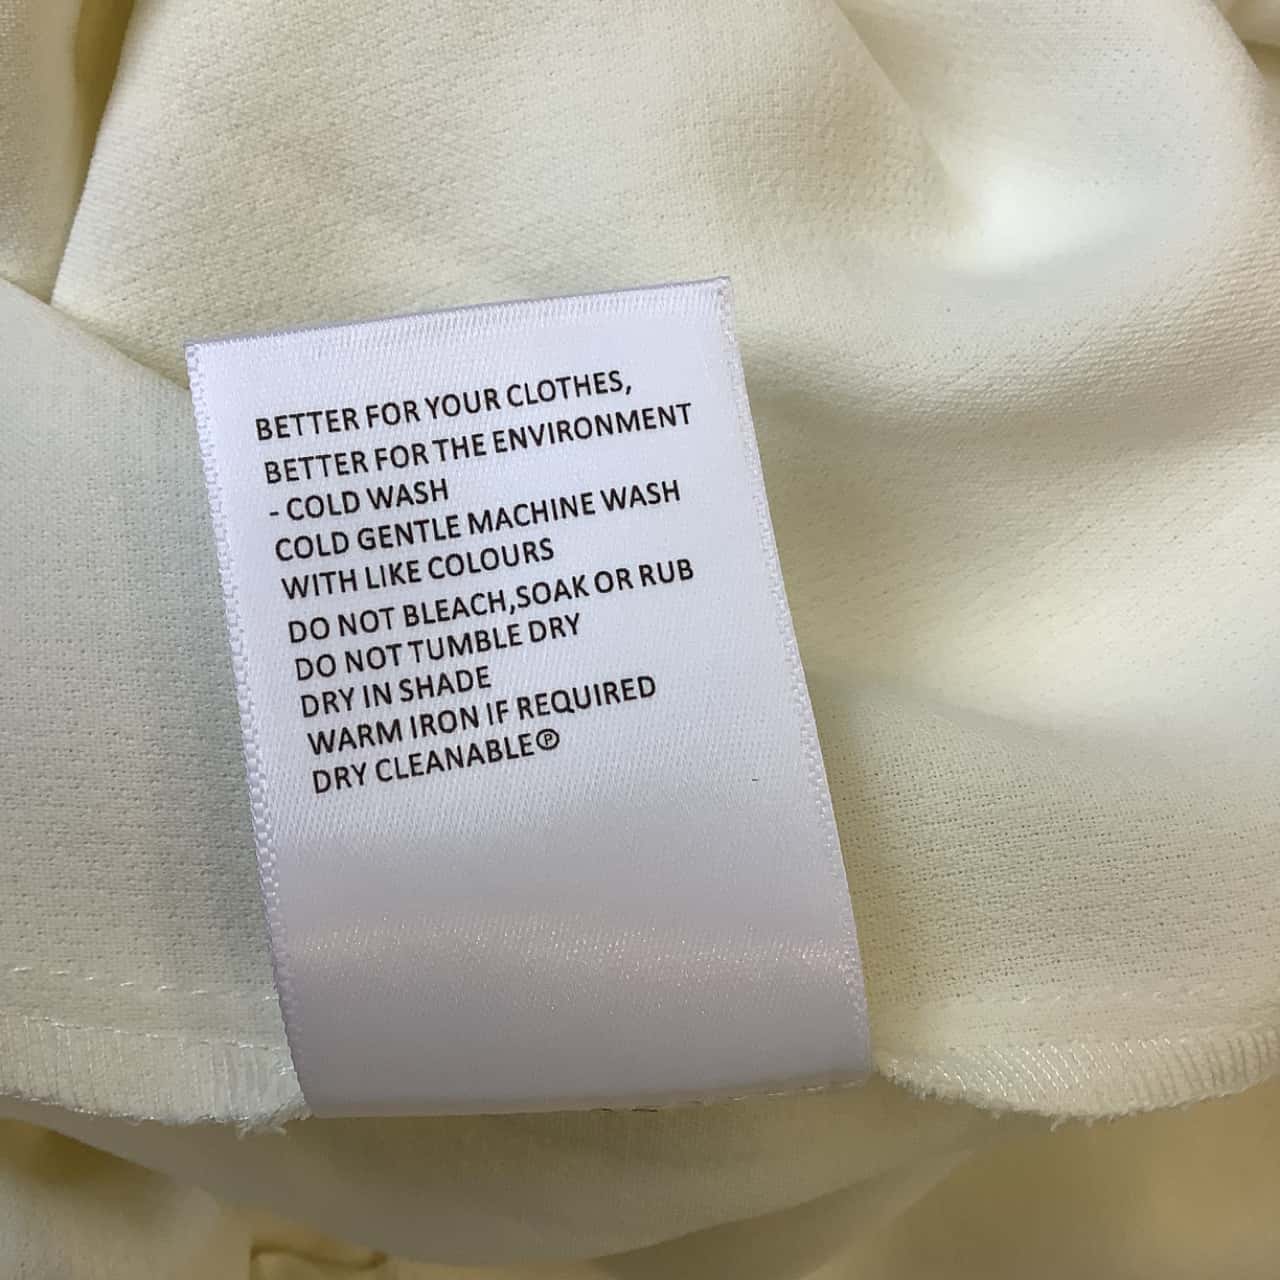 BETTER FOR YOUR CLOTHES,
BETTER FOR THE ENVIRONMENT
- COLD WASH
COLD GENTLE MACHINE WASH
WITH LIKE COLOURS
DO NOT BLEACH,SOAK OR RUB
DO NOT TUMBLE DRY
DRY IN SHADE
WARM IRON IF REQUIRED
DRY CLEANABLEⓅ